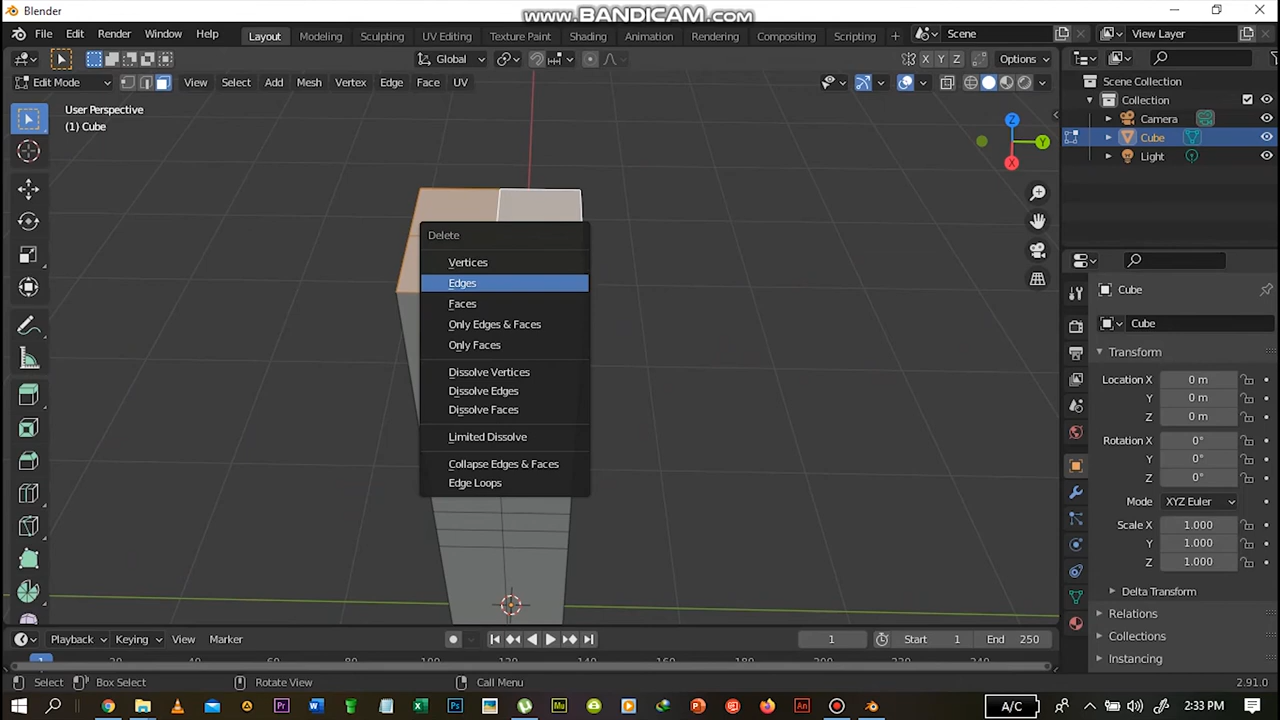 Blender
www.BANDICAM.com
File Edit Render Window Help Layout Modeling Sculpting UV Editing Texture Paint Shading Animation Rendering Compositing Scripting + Scene View Layer
Global X Y Z Options
Edit Mode View Select Add Mesh Vertex Edge Face UV
Scene Collection
Collection
Camera
Cube
Light
User Perspective
(1) Cube
Z
Y
X
Delete
Vertices
Edges
Faces
Only Edges & Faces
Only Faces
Dissolve Vertices
Dissolve Edges
Dissolve Faces
Limited Dissolve
Collapse Edges & Faces
Edge Loops
Cube
Cube
Transform
Location X 0 m
Y 0 m
Z 0 m
Rotation X 0°
Y 0°
Z 0°
Mode XYZ Euler
Scale X 1.000
Y 1.000
Z 1.000
Delta Transform
Relations
Collections
Instancing
Playback Keying View Marker 1 Start 1 End 250
1
Select Box Select Rotate View Call Menu 2.91.0
A/C 2:33 PM